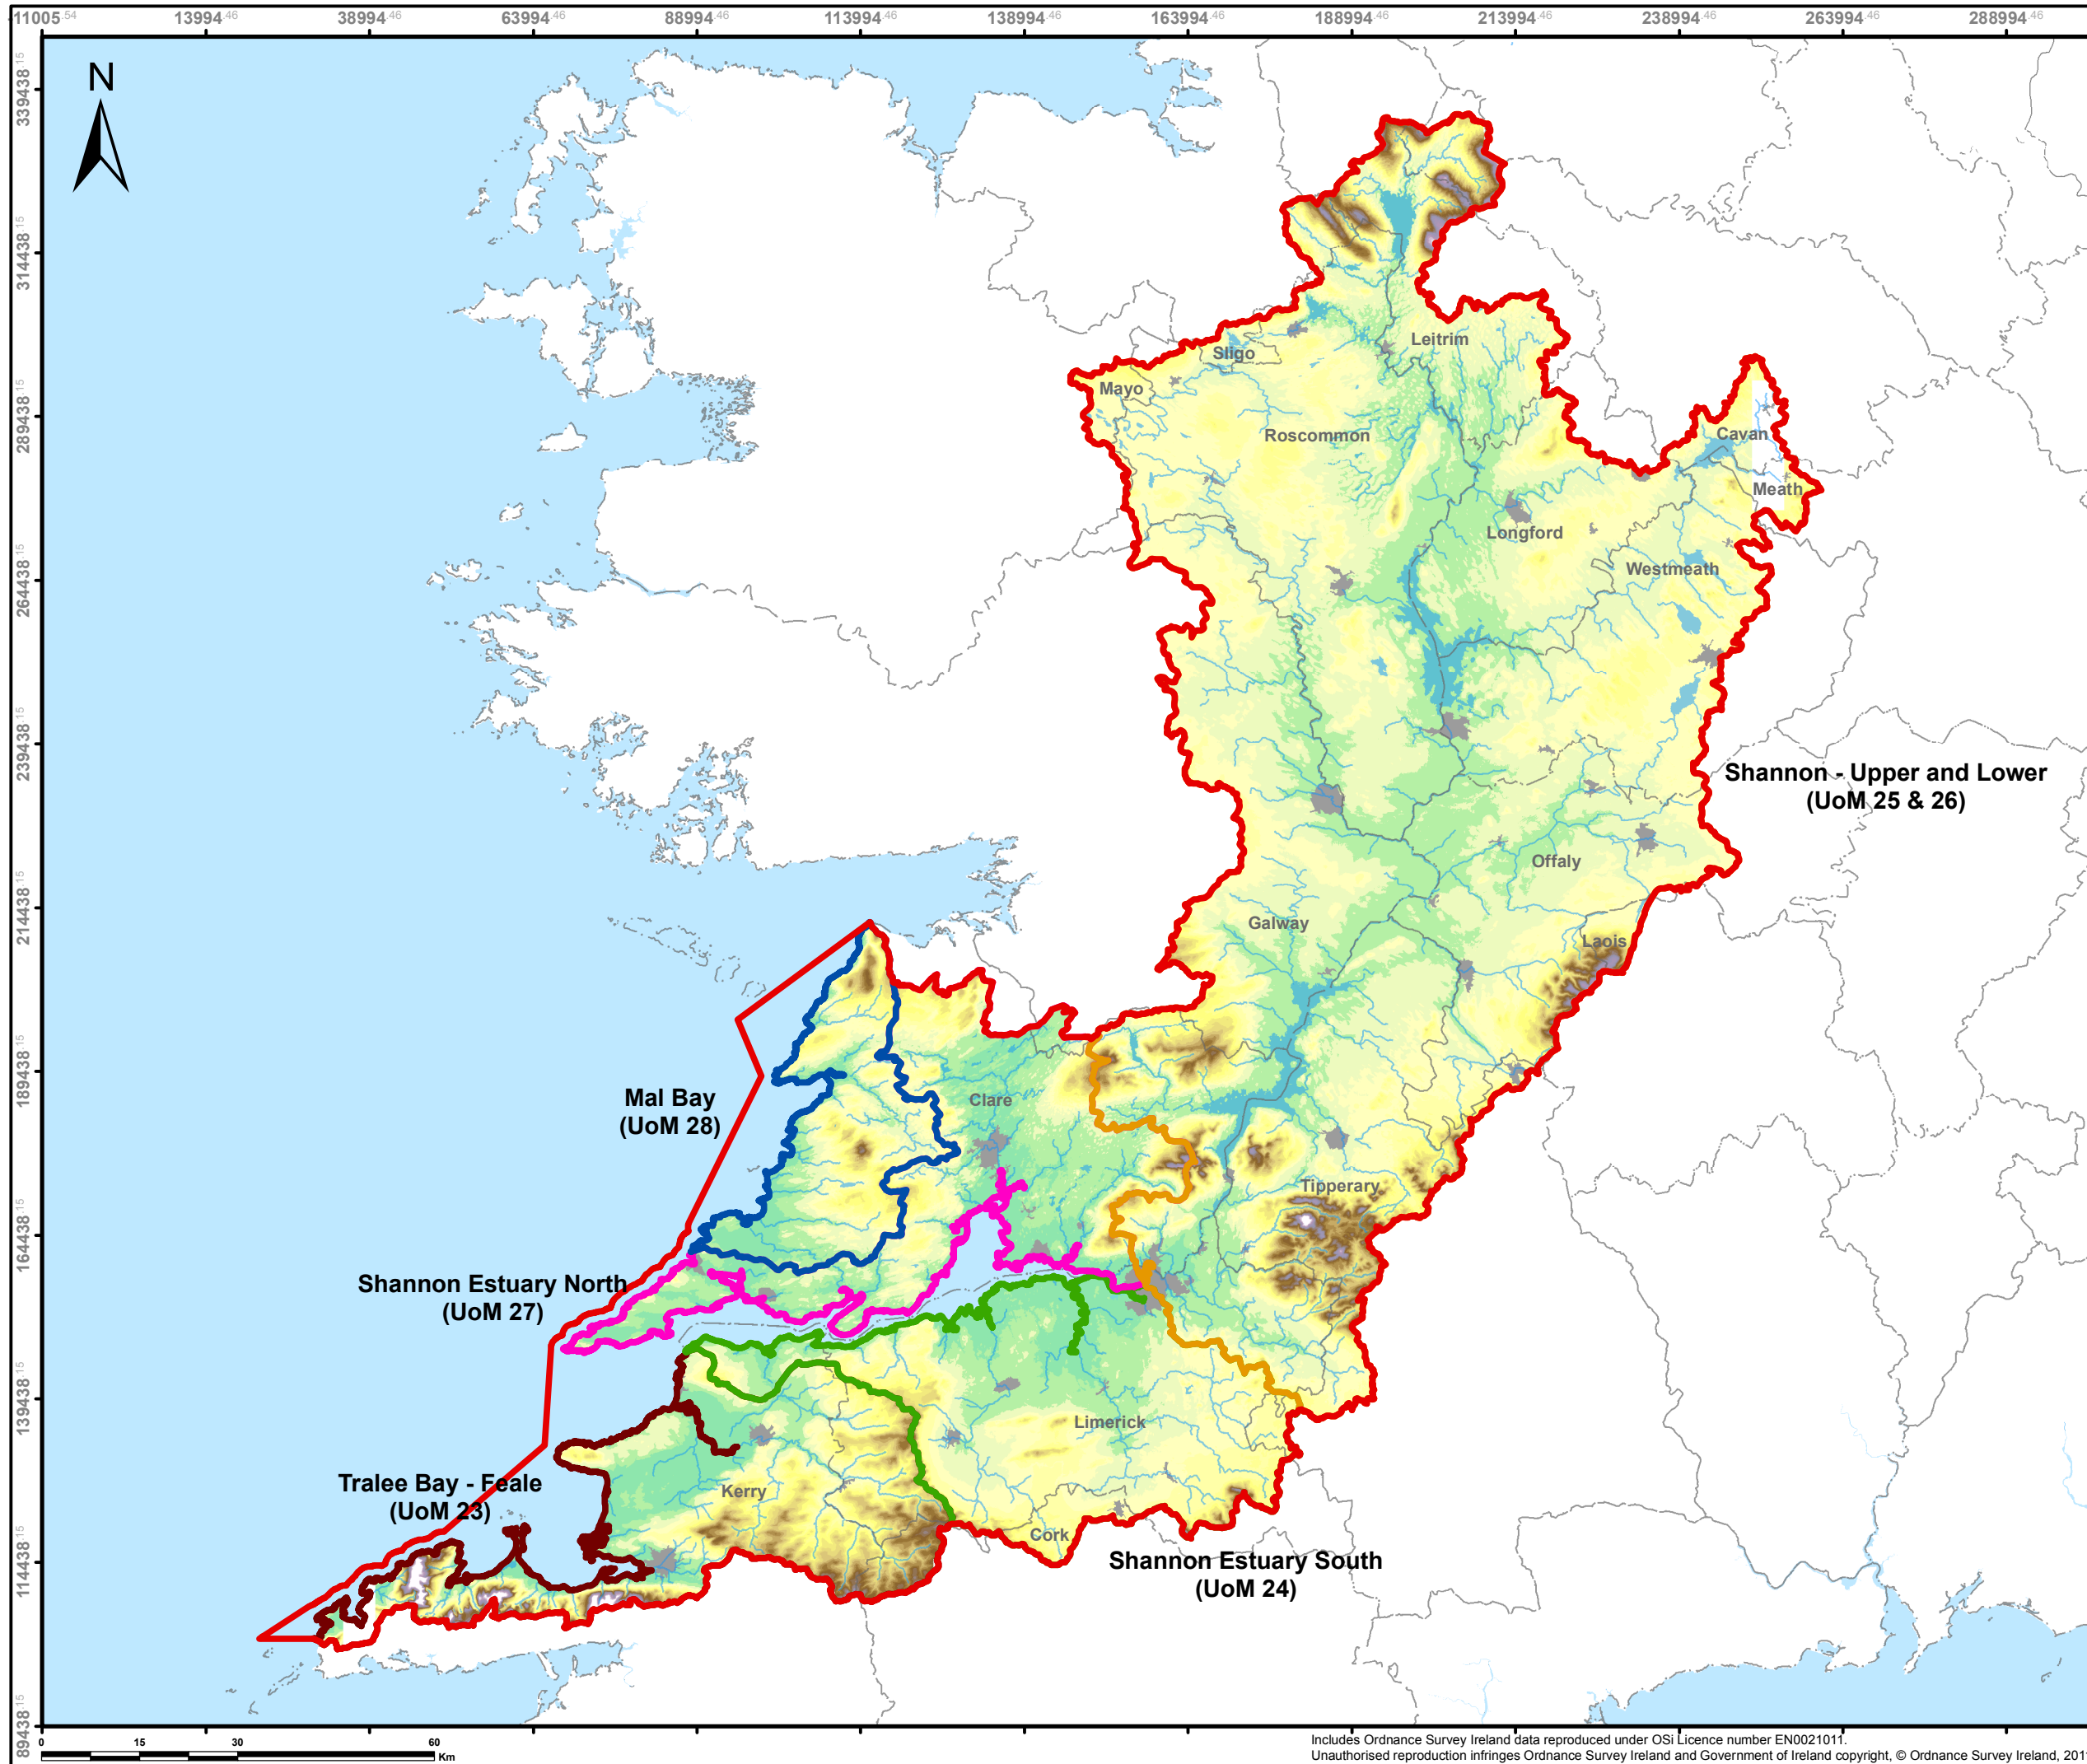 11005.54 13994.46 38994.46 63994.46 88994.46 113994.46 138994.46 163994.46 188994.46 213994.46 238994.46 263994.46 288994.46
339438.15
314438.15
289438.15
264438.15
239438.15
214438.15
189438.15
164438.15
139438.15
114438.15
89438.15
N
Leitrim
Sligo
Mayo
Roscommon
Cavan
Meath
Longford
Westmeath
Shannon - Upper and Lower
(UoM 25 & 26)
Offaly
Galway
Laois
Mal Bay
(UoM 28)
Clare
Tipperary
Shannon Estuary North
(UoM 27)
Limerick
Tralee Bay - Feale
(UoM 23)
Kerry
Cork
Shannon Estuary South
(UoM 24)
0 15 30 60
Km
Includes Ordnance Survey Ireland data reproduced under OSi Licence number EN0021011.
Unauthorised reproduction infringes Ordnance Survey Ireland and Government of Ireland copyright, © Ordnance Survey Ireland, 201